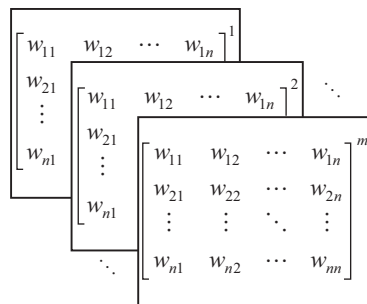 w11 w12 ⋯ w1n 1
w21
⋮
wn1
w11 w12 ⋯ w1n 2
w21
⋮
wn1
⋱
w11 w12 ⋯ w1n m
w21 w22 ⋯ w2n
⋮ ⋮ ⋱ ⋮
wn1 wn2 ⋯ wnn
⋱